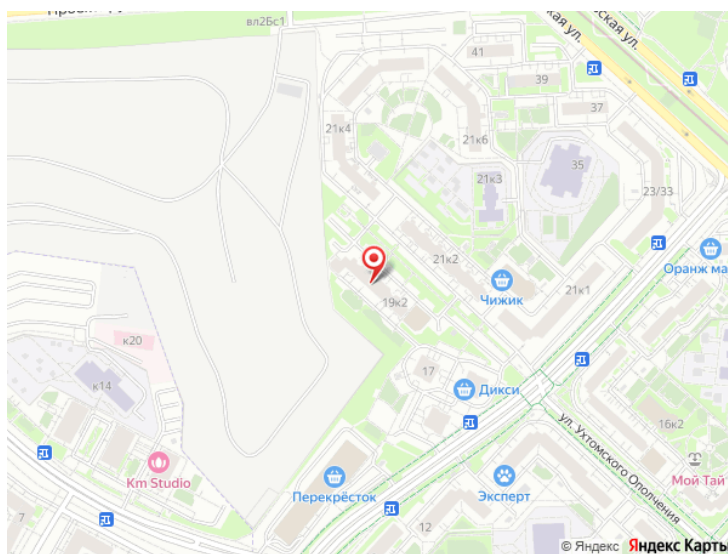 вл2Бс1
41
39
37
21к4
21к6
35
21к3
23/33
21к2
Оранж ма
Чижик
21к1
19к2
17
к20
Дикси
к14
16к2
ул. Ухтомского Ополчения
Km Studio
Мой Тай
Перекрёсток
Эксперт
7
12
© Яндекс Яндекс Карты